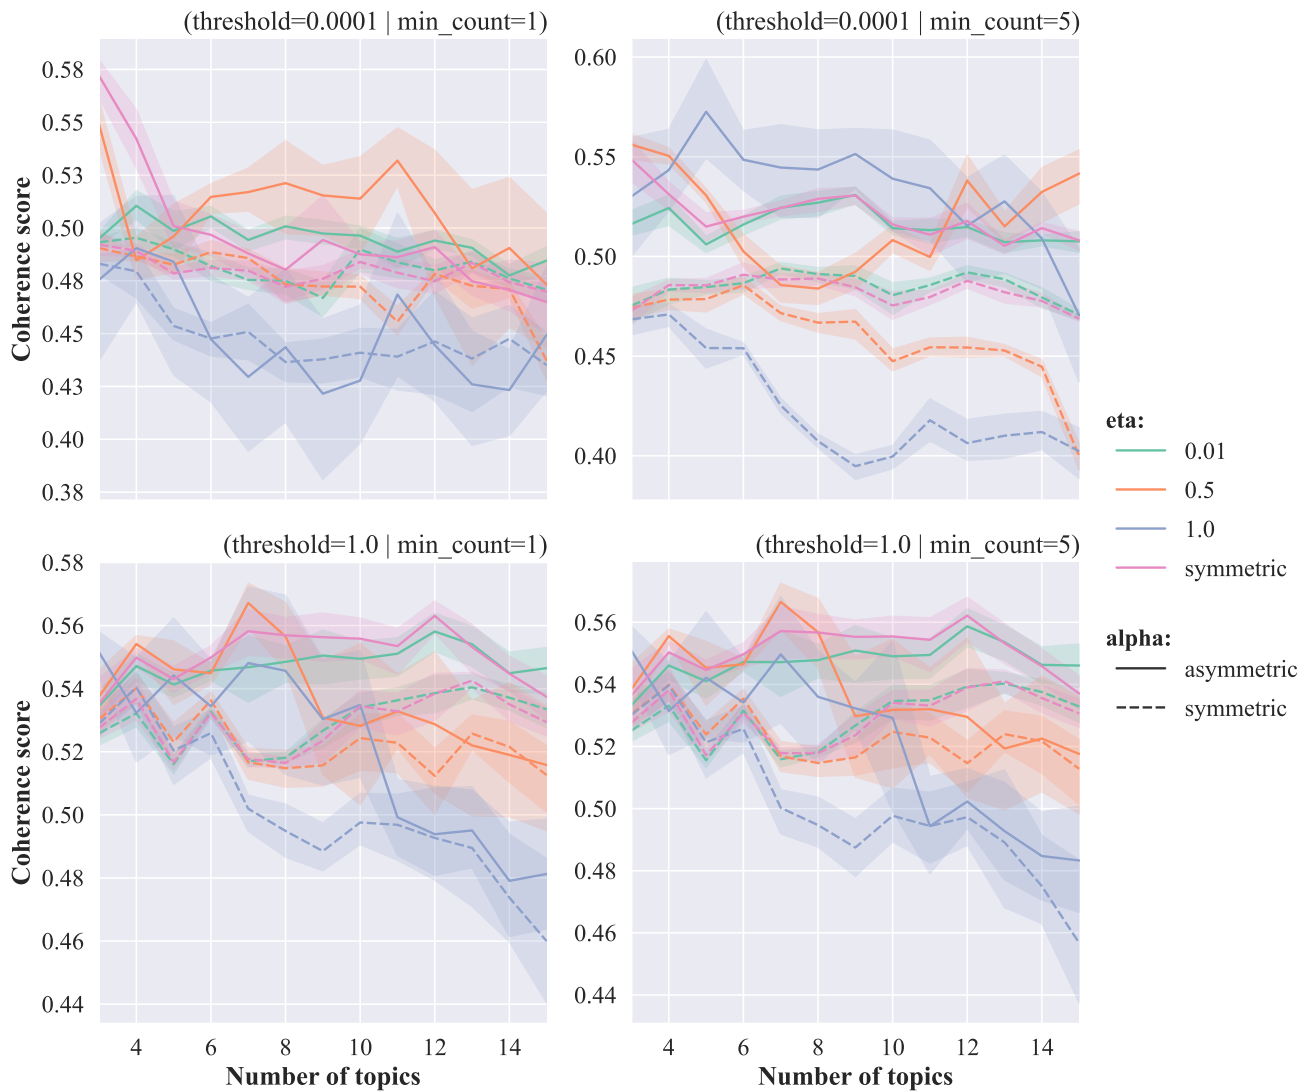 (threshold=0.0001 | min_count=1)
0.58
0.55
0.53
0.50
0.48
0.45
0.43
0.40
0.38
Coherence score
(threshold=0.0001 | min_count=5)
0.60
0.55
0.50
0.45
0.40
(threshold=1.0 | min_count=1)
0.58
0.56
0.54
0.52
0.50
0.48
0.46
0.44
Coherence score
4 6 8 10 12 14
Number of topics
(threshold=1.0 | min_count=5)
0.56
0.54
0.52
0.50
0.48
0.46
0.44
4 6 8 10 12 14
Number of topics
eta:
0.01
0.5
1.0
symmetric
alpha:
asymmetric
symmetric